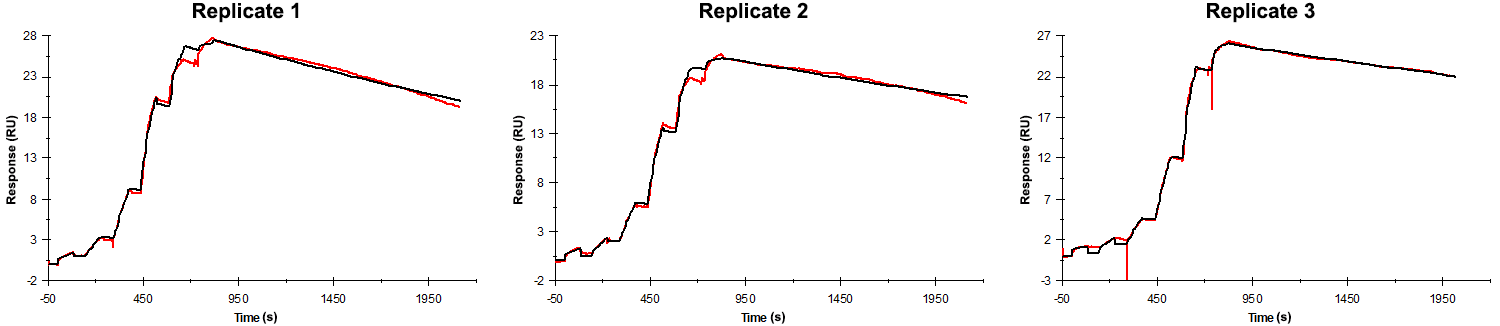 Replicate 1
Response (RU)
28
23
18
13
8
3
-2
-50 450 950 1450 1950
Time (s)
Replicate 2
Response (RU)
23
18
13
8
3
-2
-50 450 950 1450 1950
Time (s)
Replicate 3
Response (RU)
27
22
17
12
7
2
-3
-50 450 950 1450 1950
Time (s)